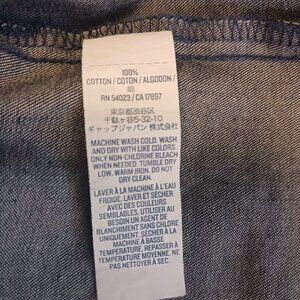 100%
COTTON / COTON / ALGODON /
綿
RN 54023 / CA 17897
東京都渋谷区
千駄ヶ谷5-32-10
ギャップジャパン 株式会社
MACHINE WASH COLD. WASH
AND DRY WITH LIKE COLORS.
ONLY NON-CHLORINE BLEACH
WHEN NEEDED. TUMBLE DRY
LOW. WARM IRON. DO NOT
DRY CLEAN.
LAVER À LA MACHINE À L'EAU
FROIDE. LAVER ET SÉCHER
AVEC DES COULEURS
SEMBLABLES. UTILISER AU
BESOIN UN AGENT DE
BLANCHIMENT SANS CHLORE
UNIQUEMENT. SÉCHER À LA
MACHINE À BASSE
TEMPÉRATURE. REPASSER À
TEMPÉRATURE MOYENNE. NE
PAS NETTOYER À SEC.